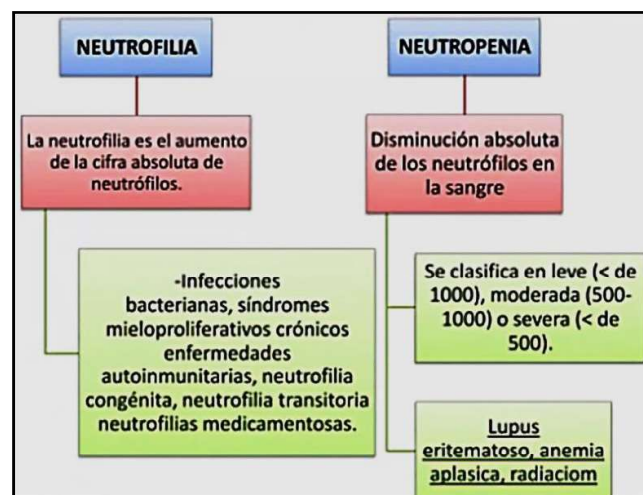 NEUTROFILIA
La neutrofilia es el aumento
de la cifra absoluta de
neutrófilos.
-Infecciones
bacterianas, síndromes
mieloproliferativos crónicos
enfermedades
autoinmunitarias, neutrofilia
congénita, neutrofilia transitoria
neutrofilias medicamentosas.
NEUTROPENIA
Disminución absoluta
de los neutrófilos en
la sangre
Se clasifica en leve (< de
1000), moderada (500-
1000) o severa (< de
500).
Lupus
eritematoso, anemia
aplasica, radiaciom